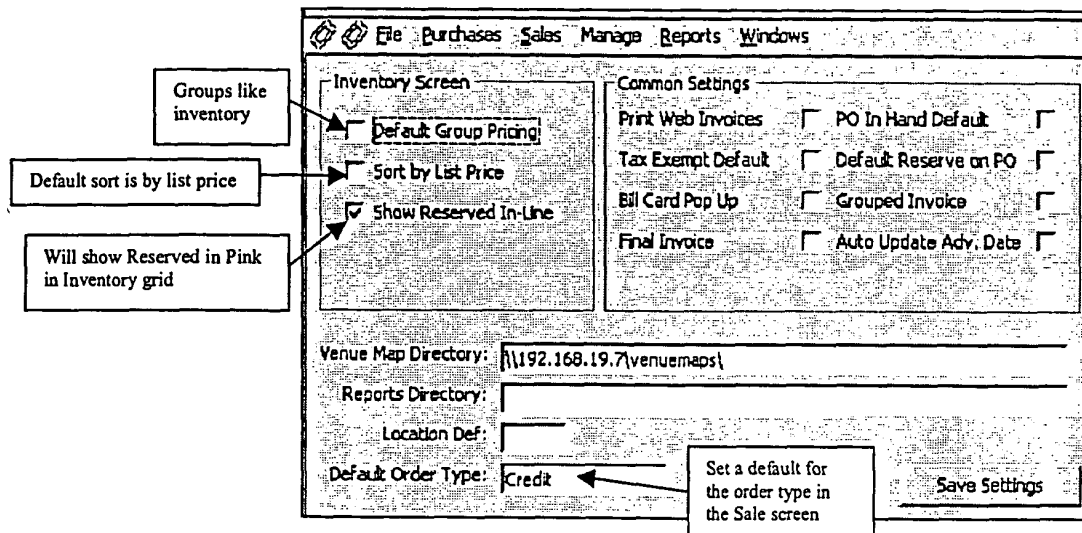 File Purchases Sales Manage Reports Windows
Inventory Screen
Default Group Pricing
Sort by List Price
Show Reserved In-Line
Common Settings
Print Web Invoices
PO In Hand Default
Tax Exempt Default
Default Reserve on PO
Bill Card Pop Up
Grouped Invoice
Final Invoice
Auto Update Adv. Date
Groups like
inventory
Default sort is by list price
Will show Reserved in Pink
in Inventory grid
Venue Map Directory: \\192.168.19.7\venuemaps\
Reports Directory:
Location Def:
Default Order Type: Credit
Set a default for
the order type in
the Sale screen
Save Settings